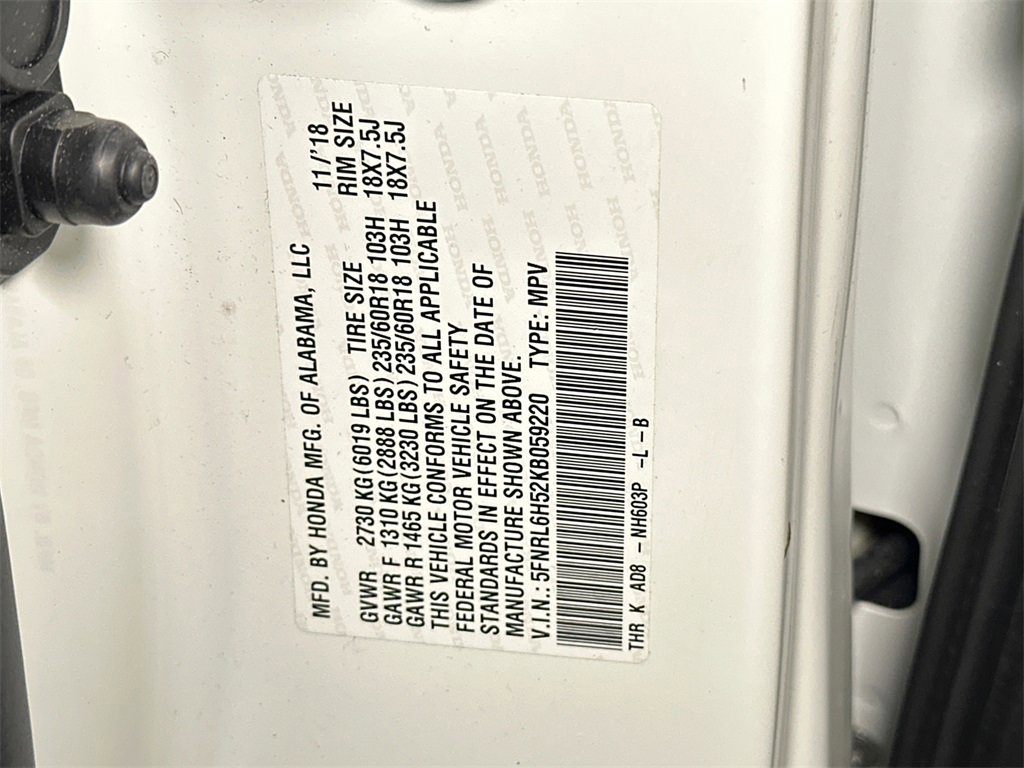 MFD. BY HONDA MFG. OF ALABAMA, LLC 11/'18
GVWR 2730 KG(6019 LBS) TIRE SIZE RIM SIZE
GAWR F 1310 KG(2888 LBS)235/60R18 103H 18X7.5J
GAWR R 1465 KG(3230 LBS)235/60R18 103H 18X7.5J
THIS VEHICLE CONFORMS TO ALL APPLICABLE
FEDERAL MOTOR VEHICLE SAFETY
STANDARDS IN EFFECT ON THE DATE OF
MANUFACTURE SHOWN ABOVE.
V.I.N.: 5FNRL6H52KB059220 TYPE: MPV
THR K AD8 - NH603P -L-B